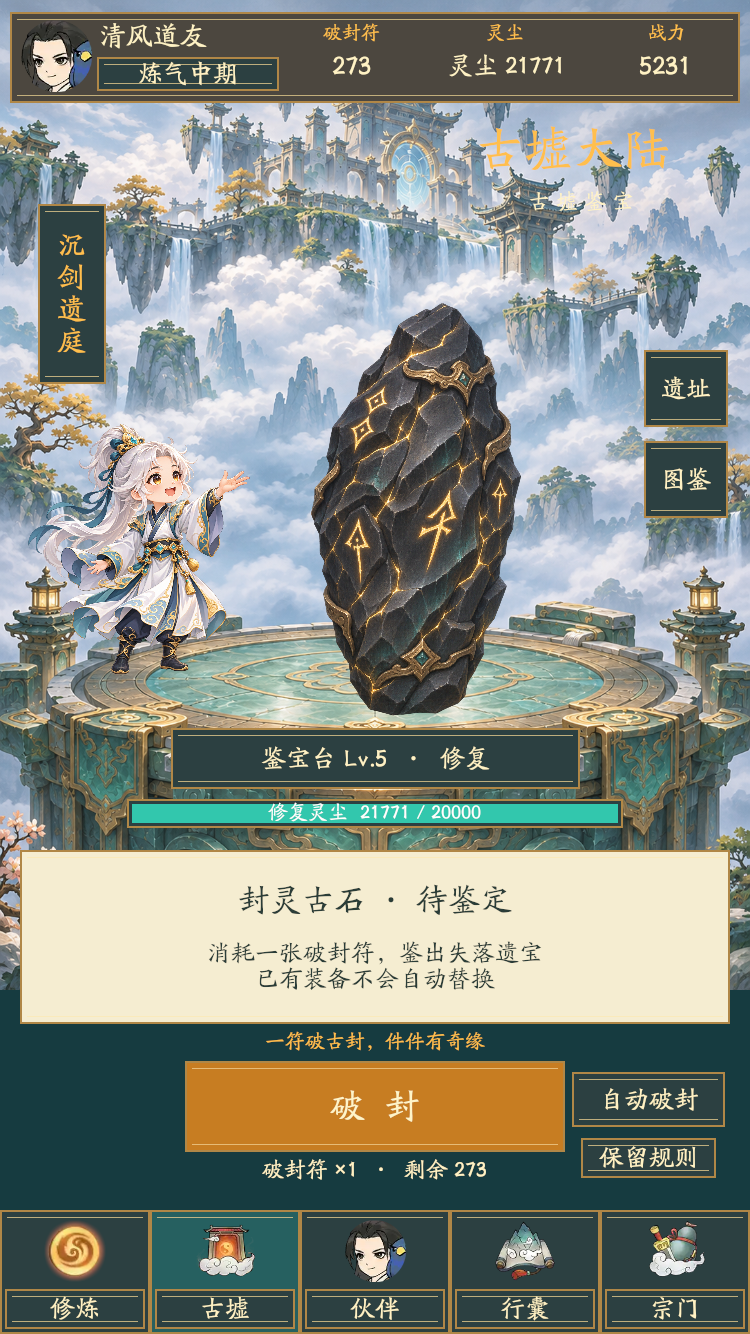 清风道友
炼气中期
破封符
273
灵尘
灵尘 21771
战力
5231
古墟大陆
古墟鉴宝
沉剑遗庭
遗址
图鉴
鉴宝台 Lv.5 · 修复
修复灵尘 21771 / 20000
封灵古石 · 待鉴定
消耗一张破封符，鉴出失落遗宝
已有装备不会自动替换
一符破古封，件件有奇缘
破 封
自动破封
破封符 ×1 · 剩余 273
保留规则
修炼
古墟
伙伴
行囊
宗门